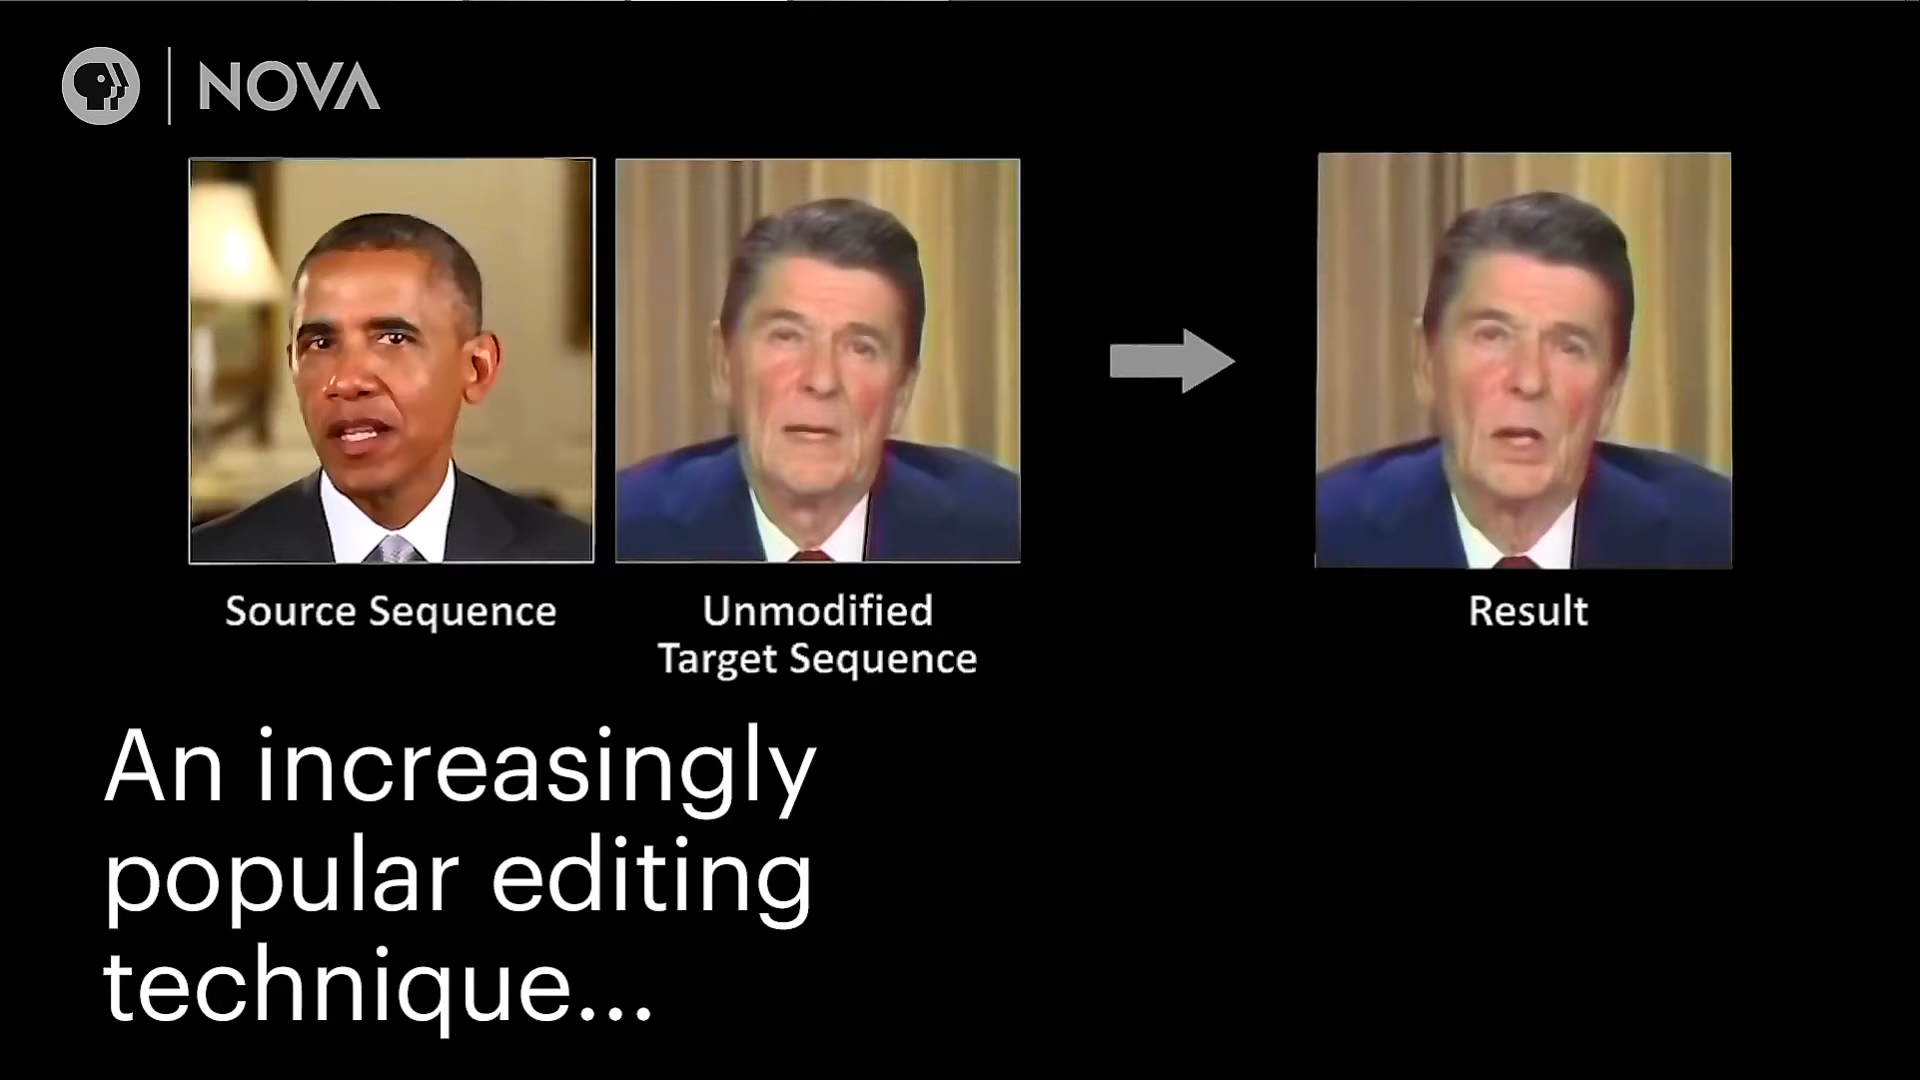 NOVA
Source Sequence
Unmodified
Target Sequence
Result
An increasingly
popular editing
technique...